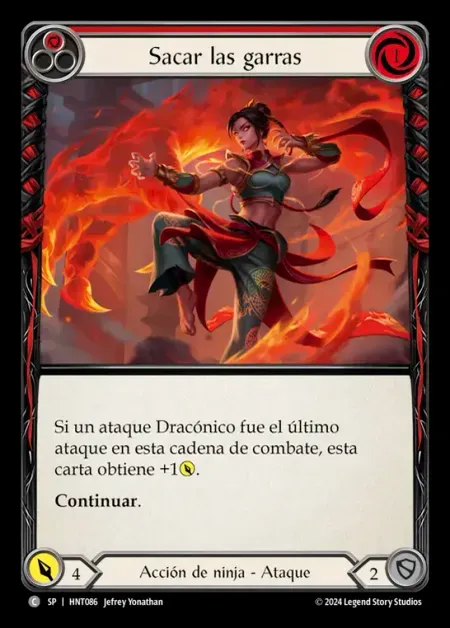 Sacar las garras
1
Si un ataque Dracónico fue el último
ataque en esta cadena de combate, esta
carta obtiene +1.
Continuar.
4
Acción de ninja - Ataque
2
C SP | HNT086 Jefrey Yonathan
© 2024 Legend Story Studios